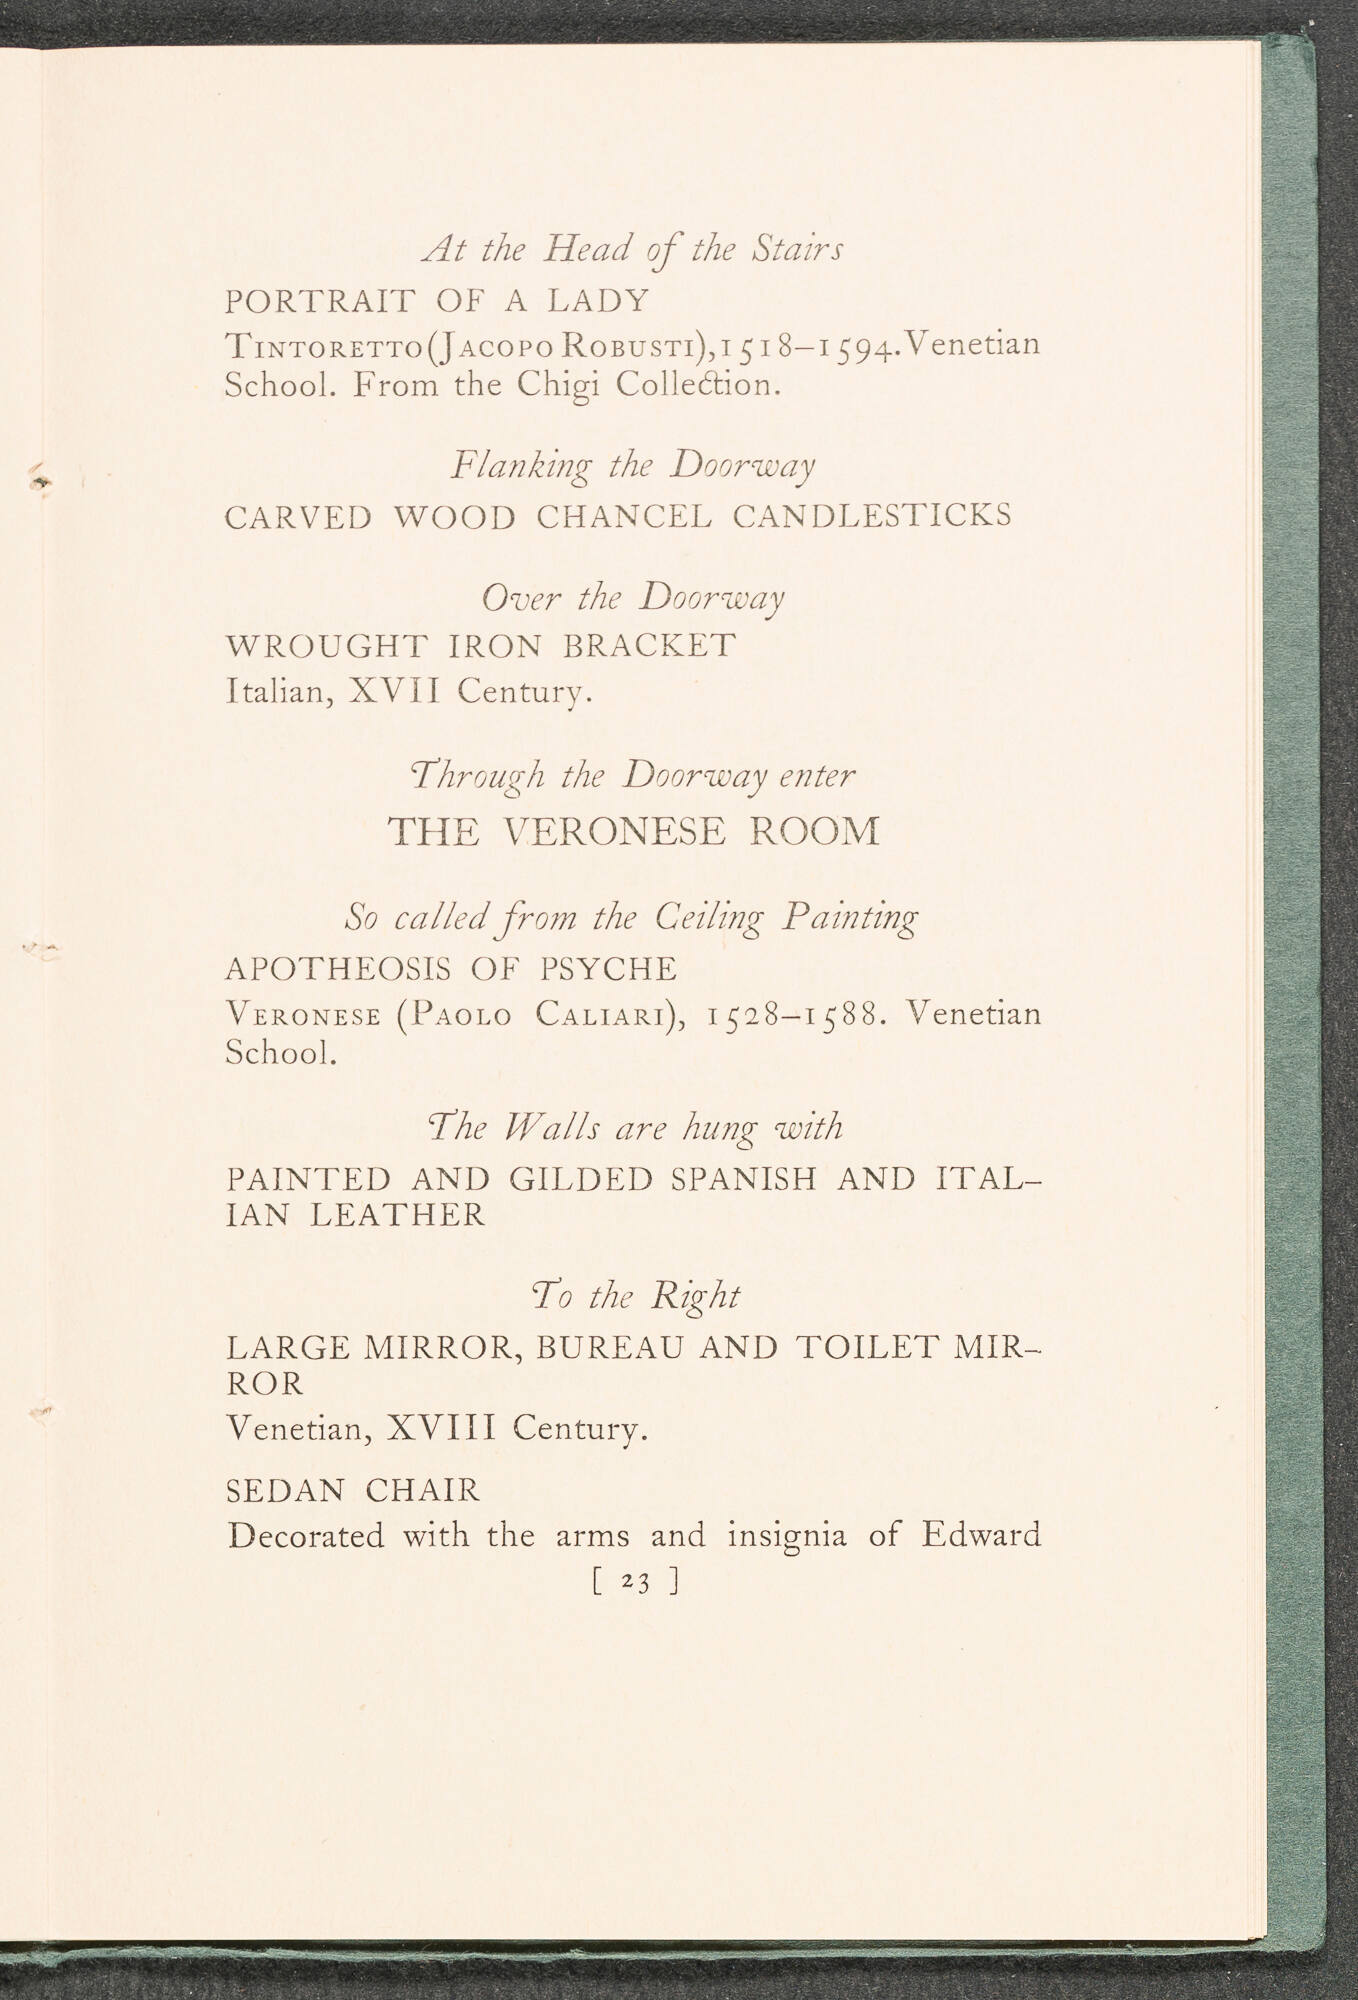 At the Head of the Stairs
PORTRAIT OF A LADY
TINTORETTO (JACOPO ROBUSTI), 1518–1594. Venetian
School. From the Chigi Collection.
Flanking the Doorway
CARVED WOOD CHANCEL CANDLESTICKS
Over the Doorway
WROUGHT IRON BRACKET
Italian, XVII Century.
Through the Doorway enter
THE VERONESE ROOM
So called from the Ceiling Painting
APOTHEOSIS OF PSYCHE
VERONESE (PAOLO CALIARI), 1528–1588. Venetian
School.
The Walls are hung with
PAINTED AND GILDED SPANISH AND ITAL-
IAN LEATHER
To the Right
LARGE MIRROR, BUREAU AND TOILET MIR-
ROR
Venetian, XVIII Century.
SEDAN CHAIR
Decorated with the arms and insignia of Edward
[ 23 ]